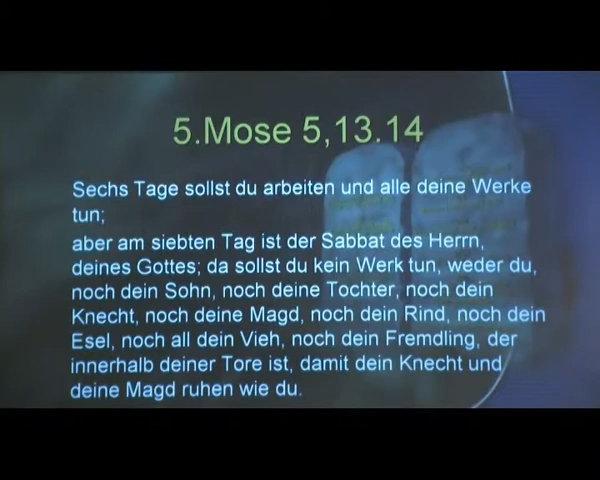 5.Mose 5,13.14
Sechs Tage sollst du arbeiten und alle deine Werke
tun;
aber am siebten Tag ist der Sabbat des Herrn,
deines Gottes; da sollst du kein Werk tun, weder du,
noch dein Sohn, noch deine Tochter, noch dein
Knecht, noch deine Magd, noch dein Rind, noch dein
Esel, noch all dein Vieh, noch dein Fremdling, der
innerhalb deiner Tore ist, damit dein Knecht und
deine Magd ruhen wie du.